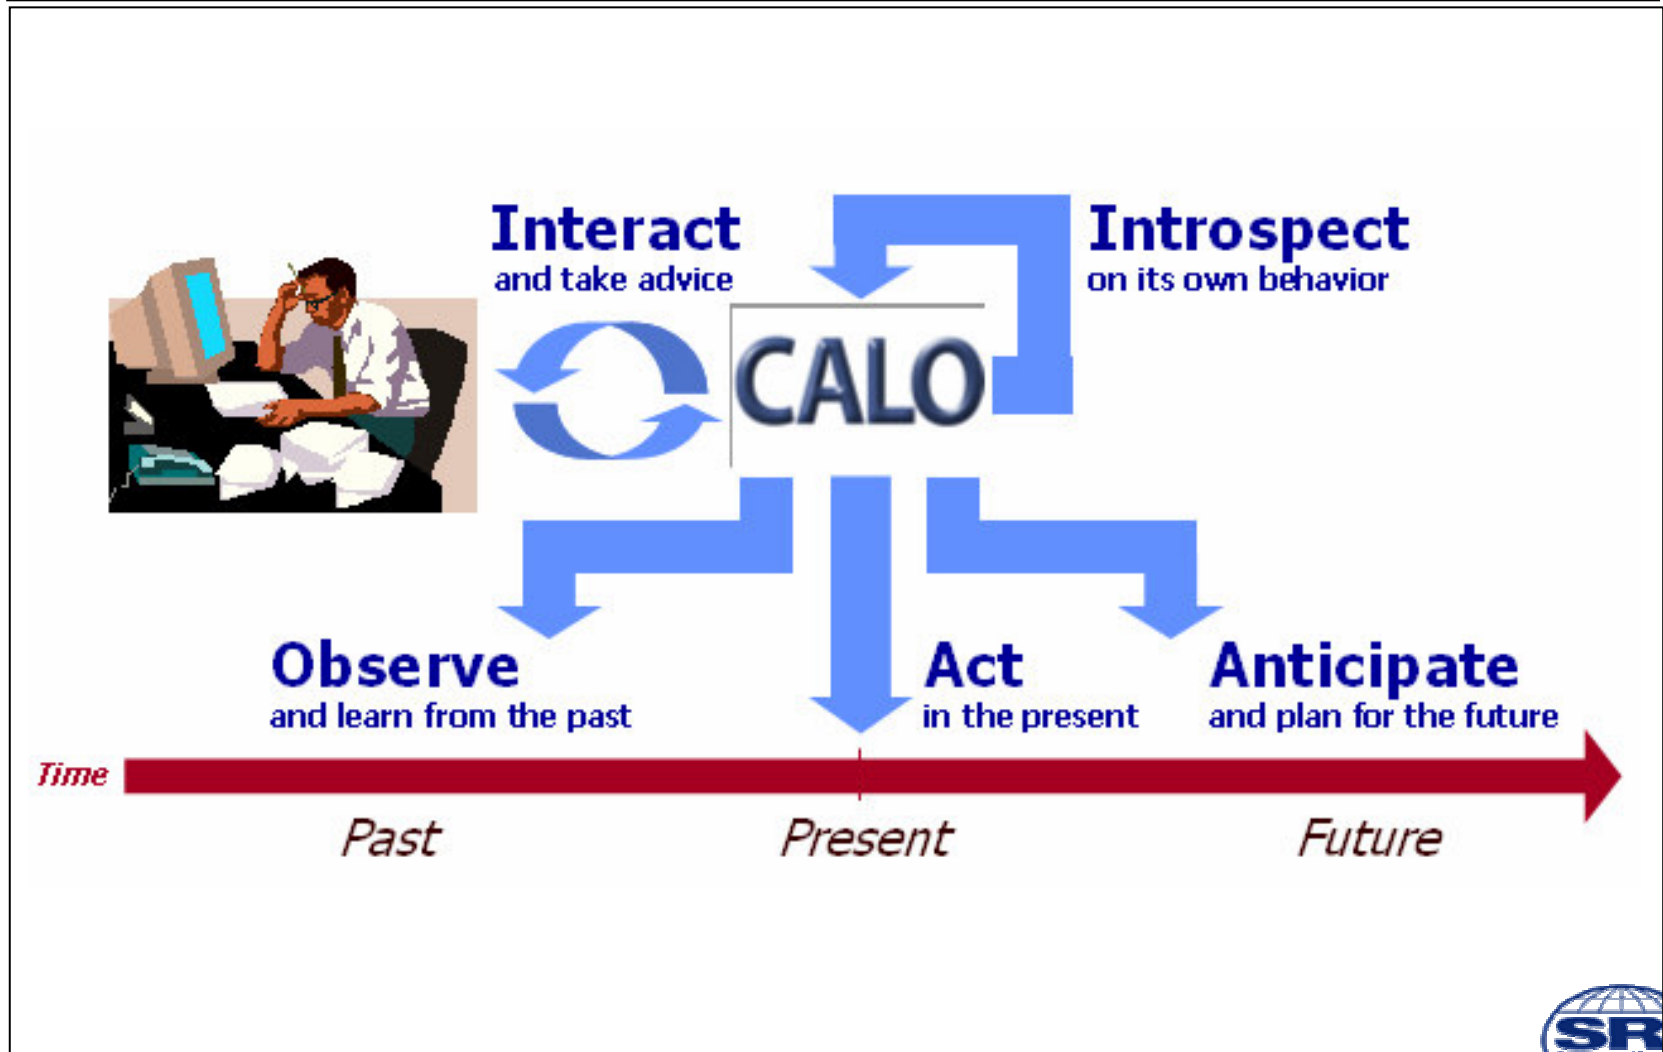 Interact
and take advice
Introspect
on its own behavior
CALO
Observe
and learn from the past
Act
in the present
Anticipate
and plan for the future
Time
Past
Present
Future
SR